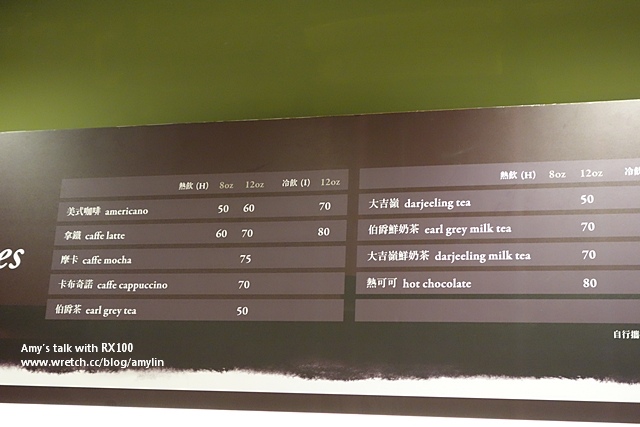 熱飲 (H) 8oz 12oz 冷飲 (I) 12oz
美式咖啡 americano 50 60 70
拿鐵 caffe latte 60 70 80
摩卡 caffe mocha 75
卡布奇諾 caffe cappuccino 70
伯爵茶 earl grey tea 50
熱飲 (H) 8oz 12oz
大吉嶺 darjeeling tea 50
伯爵鮮奶茶 earl grey milk tea 70
大吉嶺鮮奶茶 darjeeling milk tea 70
熱可可 hot chocolate 80
自行攜
es
Amy's talk with RX100
www.wretch.cc/blog/amylin